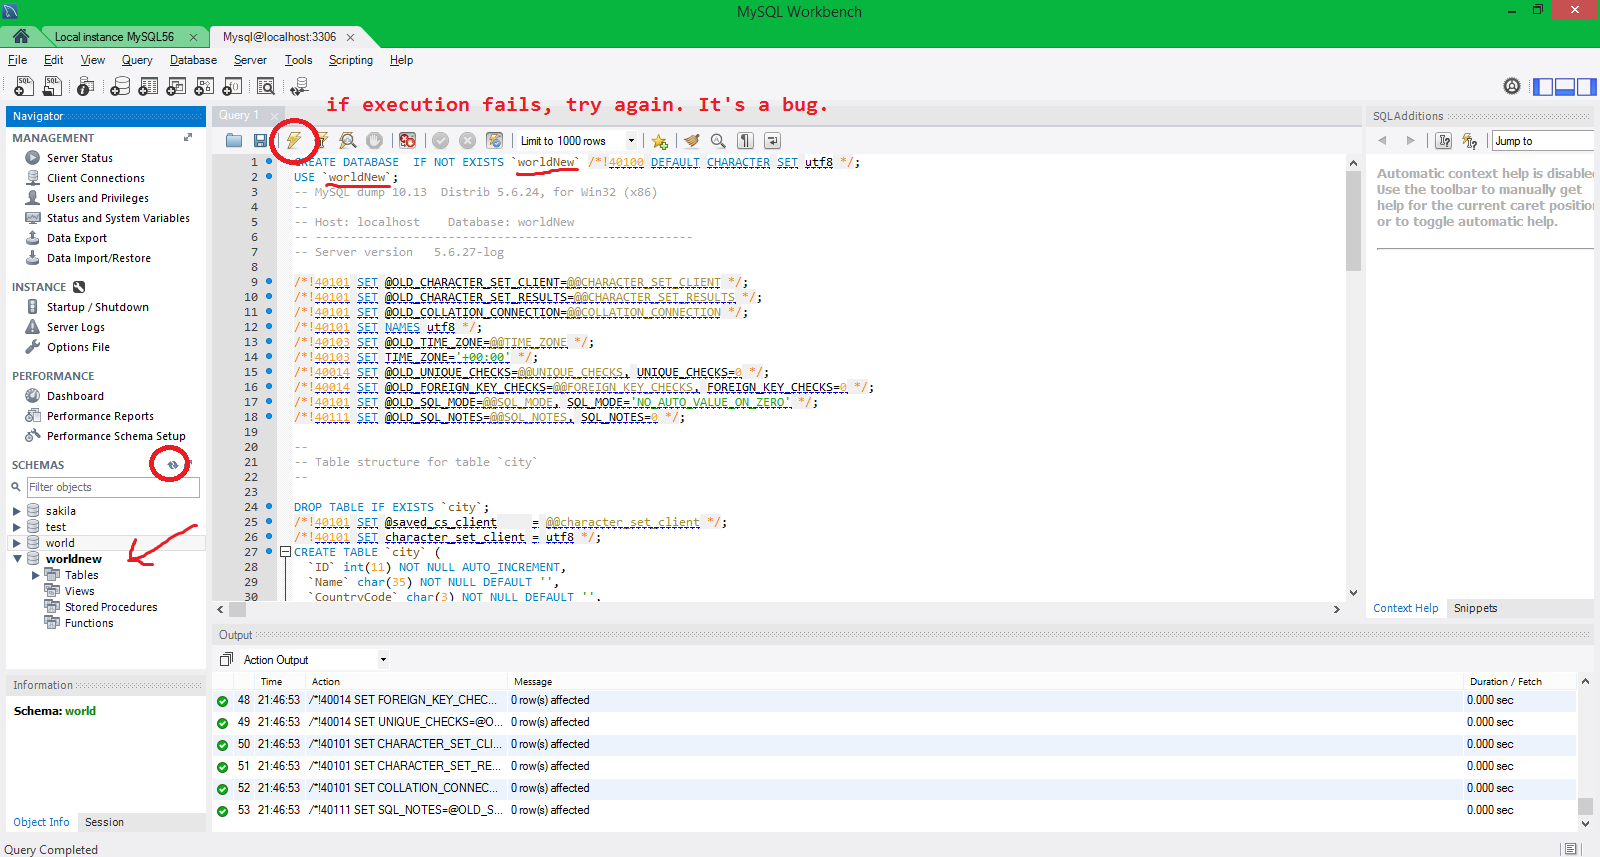 MySQL Workbench
Local instance MySQL56
Mysql@localhost:3306
File Edit View Query Database Server Tools Scripting Help
if execution fails, try again. It's a bug.
Navigator
MANAGEMENT
Server Status
Client Connections
Users and Privileges
Status and System Variables
Data Export
Data Import/Restore
INSTANCE
Startup / Shutdown
Server Logs
Options File
PERFORMANCE
Dashboard
Performance Reports
Performance Schema Setup
SCHEMAS
Filter objects
sakila
test
world
worldnew
Tables
Views
Stored Procedures
Functions
Information
Schema: world
Object Info Session
Query 1
Limit to 1000 rows
1 CREATE DATABASE  IF NOT EXISTS `worldNew` /*!40100 DEFAULT CHARACTER SET utf8 */;
2 USE `worldNew`;
3 -- MySQL dump 10.13  Distrib 5.6.24, for Win32 (x86)
4 --
5 -- Host: localhost    Database: worldNew
6 -- ------------------------------------------------------
7 -- Server version   5.6.27-log
8
9 /*!40101 SET @OLD_CHARACTER_SET_CLIENT=@@CHARACTER_SET_CLIENT */;
10 /*!40101 SET @OLD_CHARACTER_SET_RESULTS=@@CHARACTER_SET_RESULTS */;
11 /*!40101 SET @OLD_COLLATION_CONNECTION=@@COLLATION_CONNECTION */;
12 /*!40101 SET NAMES utf8 */;
13 /*!40103 SET @OLD_TIME_ZONE=@@TIME_ZONE */;
14 /*!40103 SET TIME_ZONE='+00:00' */;
15 /*!40014 SET @OLD_UNIQUE_CHECKS=@@UNIQUE_CHECKS, UNIQUE_CHECKS=0 */;
16 /*!40014 SET @OLD_FOREIGN_KEY_CHECKS=@@FOREIGN_KEY_CHECKS, FOREIGN_KEY_CHECKS=0 */;
17 /*!40101 SET @OLD_SQL_MODE=@@SQL_MODE, SQL_MODE='NO_AUTO_VALUE_ON_ZERO' */;
18 /*!40111 SET @OLD_SQL_NOTES=@@SQL_NOTES, SQL_NOTES=0 */;
19
20 --
21 -- Table structure for table `city`
22 --
23
24 DROP TABLE IF EXISTS `city`;
25 /*!40101 SET @saved_cs_client     = @@character_set_client */;
26 /*!40101 SET character_set_client = utf8 */;
27 CREATE TABLE `city` (
28 `ID` int(11) NOT NULL AUTO_INCREMENT,
29 `Name` char(35) NOT NULL DEFAULT '',
30 `CountryCode` char(3) NOT NULL DEFAULT '',
SQLAdditions
Jump to
Automatic context help is disabled.
Use the toolbar to manually get
help for the current caret position
or to toggle automatic help.
Context Help Snippets
Output
Action Output
Time Action Message Duration / Fetch
48 21:46:53 /*!40014 SET FOREIGN_KEY_CHEC... 0 row(s) affected 0.000 sec
49 21:46:53 /*!40014 SET UNIQUE_CHECKS=@O... 0 row(s) affected 0.000 sec
50 21:46:53 /*!40101 SET CHARACTER_SET_CLI... 0 row(s) affected 0.000 sec
51 21:46:53 /*!40101 SET CHARACTER_SET_RE... 0 row(s) affected 0.000 sec
52 21:46:53 /*!40101 SET COLLATION_CONNEC... 0 row(s) affected 0.000 sec
53 21:46:53 /*!40111 SET SQL_NOTES=@OLD_S... 0 row(s) affected 0.000 sec
Query Completed